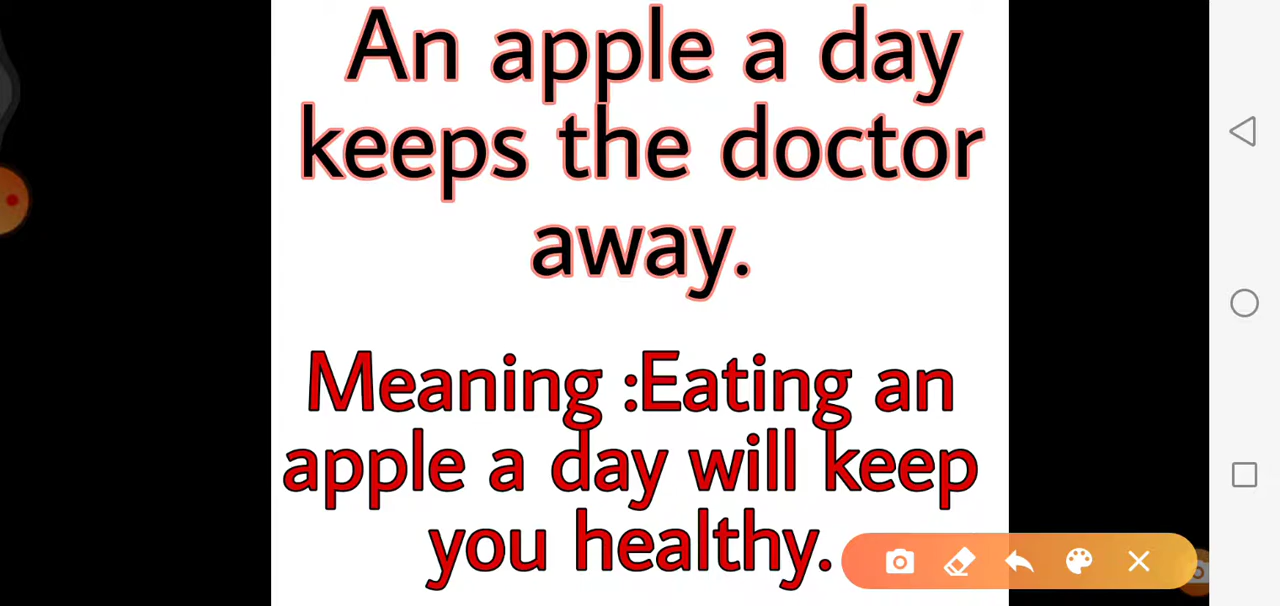 An apple a day
keeps the doctor
away.
Meaning :Eating an
apple a day will keep
you healthy.